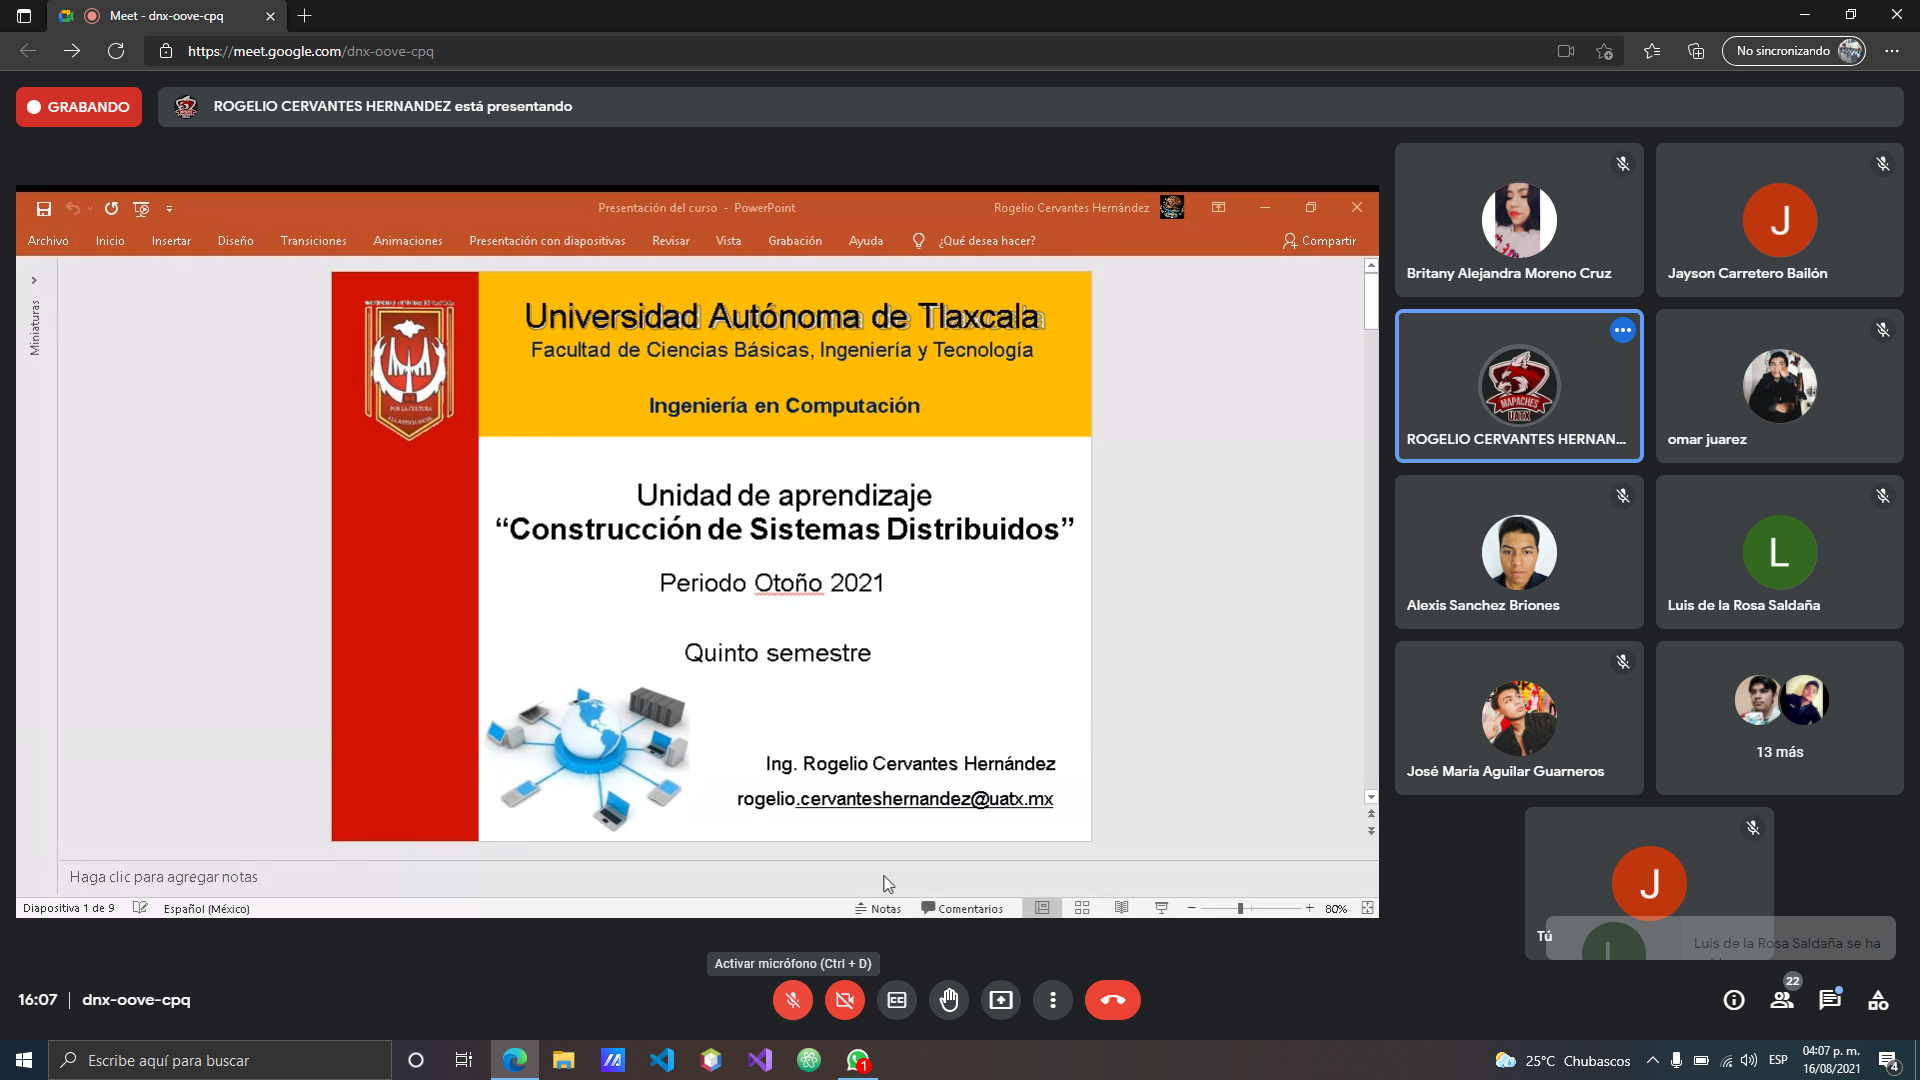 Meet - dnx-oove-cpq
https://meet.google.com/dnx-oove-cpq
No sincronizando
GRABANDO
ROGELIO CERVANTES HERNANDEZ está presentando
Presentación del curso - PowerPoint
Rogelio Cervantes Hernández
Archivo Inicio Insertar Diseño Transiciones Animaciones Presentación con diapositivas Revisar Vista Grabación Ayuda ¿Qué desea hacer? Compartir
Miniaturas
Universidad Autónoma de Tlaxcala
Facultad de Ciencias Básicas, Ingeniería y Tecnología
Ingeniería en Computación
POR LA CULTURA
Unidad de aprendizaje
“Construcción de Sistemas Distribuidos”
Periodo Otoño 2021
Quinto semestre
Ing. Rogelio Cervantes Hernández
rogelio.cervanteshernandez@uatx.mx
Haga clic para agregar notas
Diapositiva 1 de 9 Español (México) Notas Comentarios 80%
Britany Alejandra Moreno Cruz
J
Jayson Carretero Bailón
MAPACHES
UATX
ROGELIO CERVANTES HERNAN...
omar juarez
Alexis Sanchez Briones
L
Luis de la Rosa Saldaña
José María Aguilar Guarneros
13 más
J
Tú
L
Luis de la Rosa Saldaña se ha
Activar micrófono (Ctrl + D)
16:07 | dnx-oove-cpq
22
Escribe aquí para buscar
1
25°C Chubascos
ESP
04:07 p. m.
16/08/2021
4